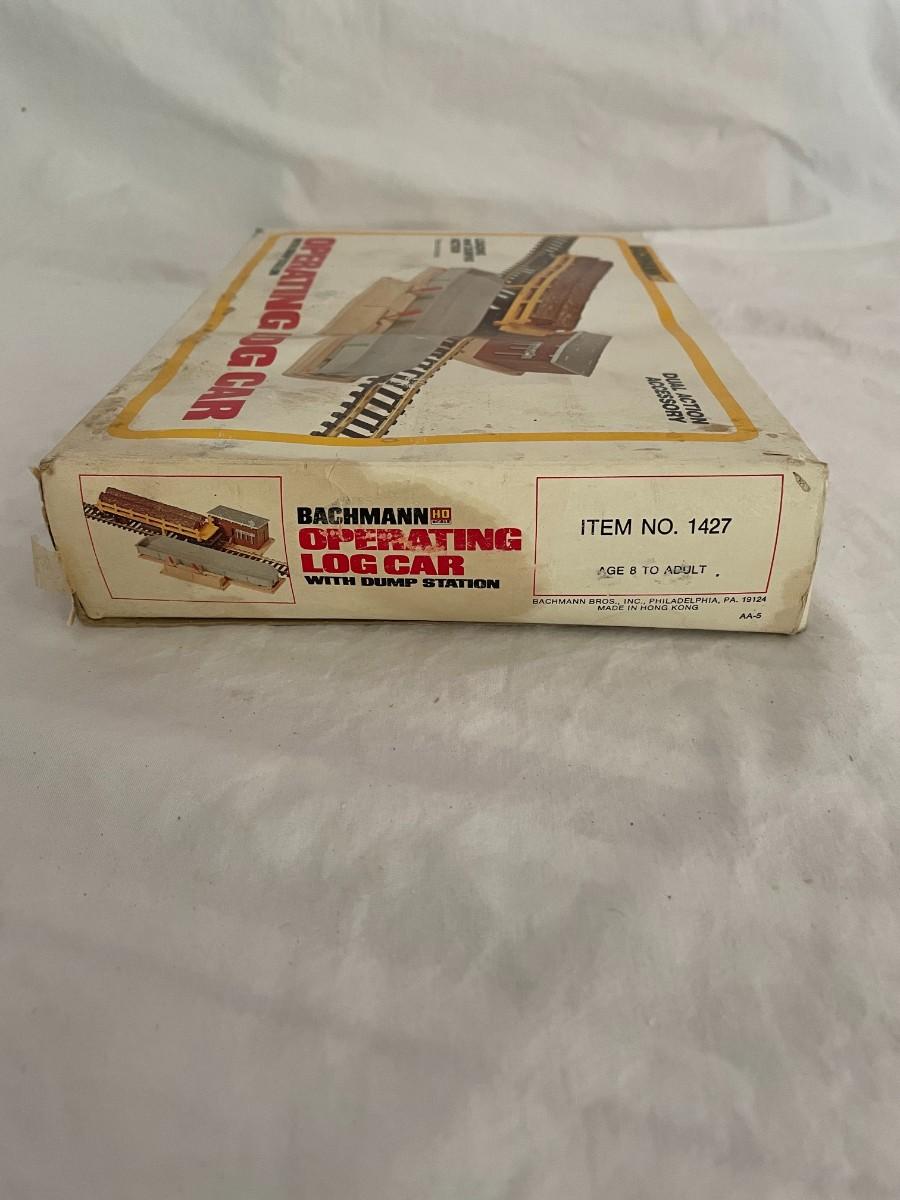 OPERATING LOG CAR
DUAL ACTION
ACCESSORY
BACHMANN HO
OPERATING
LOG CAR
WITH DUMP STATION
ITEM NO. 1427
AGE 8 TO ADULT
BACHMANN BROS., INC., PHILADELPHIA, PA. 19124
MADE IN HONG KONG
AA-5